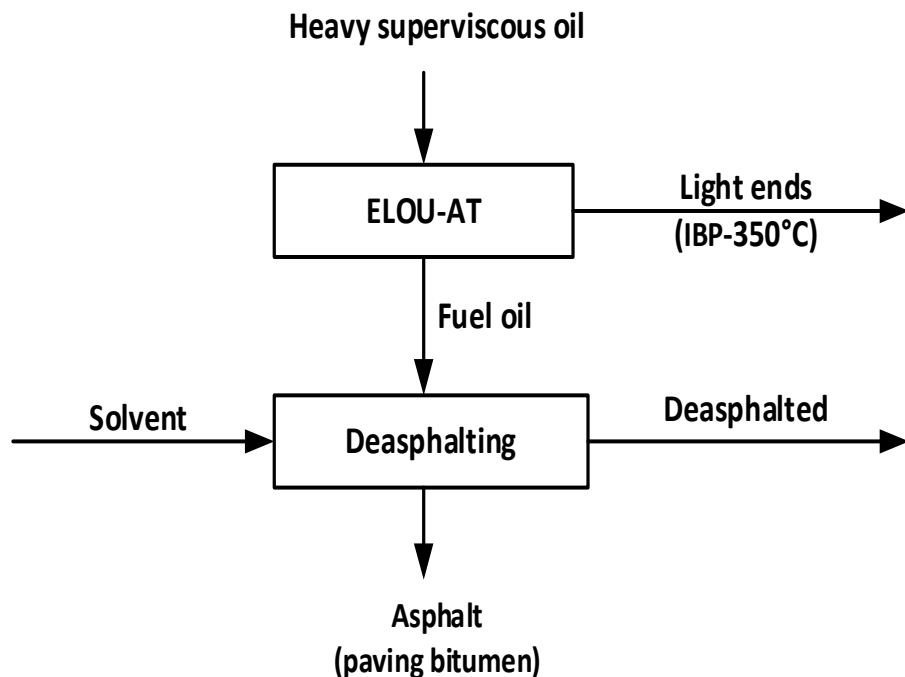 Heavy superviscous oil
ELOU-AT
Light ends
(IBP-350°C)
Fuel oil
Solvent
Deasphalting
Deasphalted
Asphalt
(paving bitumen)